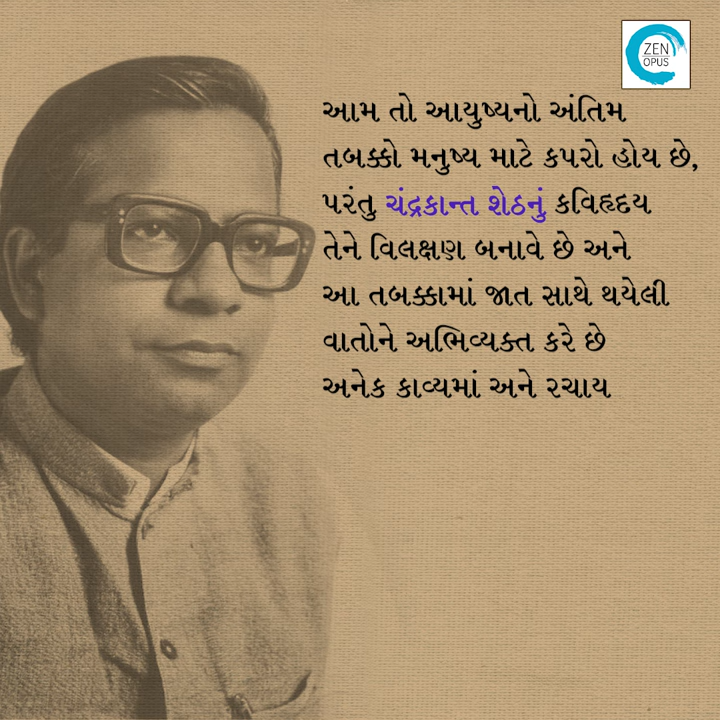 ZEN
OPUS
આમ તો આયુષ્યનો અંતિમ
તબક્કો મનુષ્ય માટે કપરો હોય છે,
પરંતુ ચંદ્રકાન્ત શેઠનું કવિહૃદય
તેને વિલક્ષણ બનાવે છે અને
આ તબક્કામાં જાત સાથે થયેલી
વાતોને અભિવ્યક્ત કરે છે
અનેક કાવ્યમાં અને રચાય